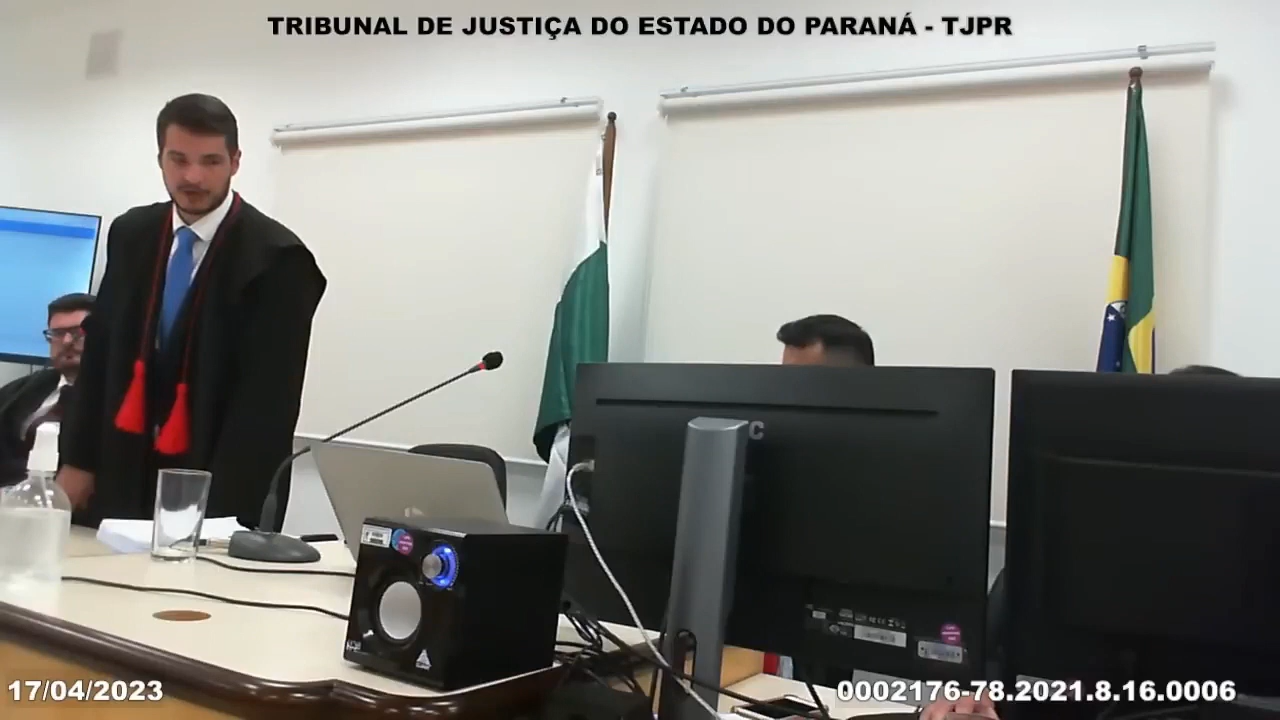 TRIBUNAL DE JUSTIÇA DO ESTADO DO PARANÁ - TJPR
17/04/2023
0002176-78.2021.8.16.0006